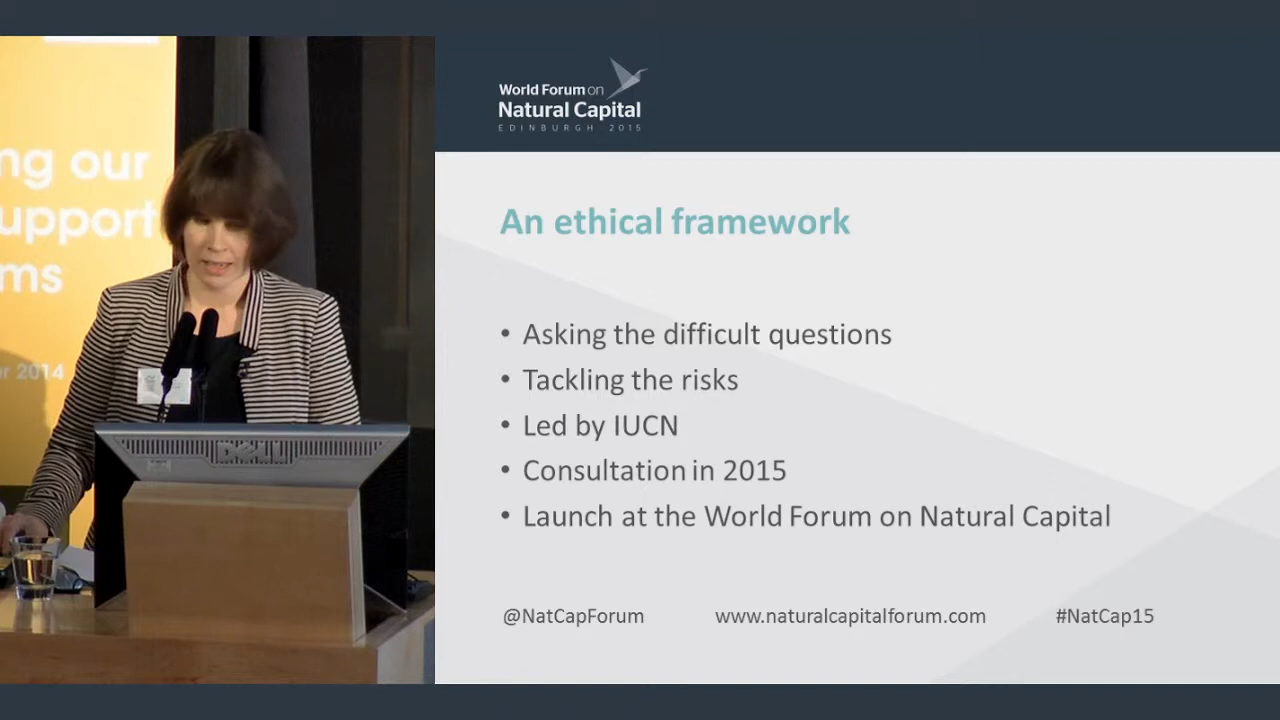 ng our
upport
ms
er 2014
DELL
World Forum on
Natural Capital
EDINBURGH 2015
An ethical framework
• Asking the difficult questions
• Tackling the risks
• Led by IUCN
• Consultation in 2015
• Launch at the World Forum on Natural Capital
@NatCapForum www.naturalcapitalforum.com #NatCap15